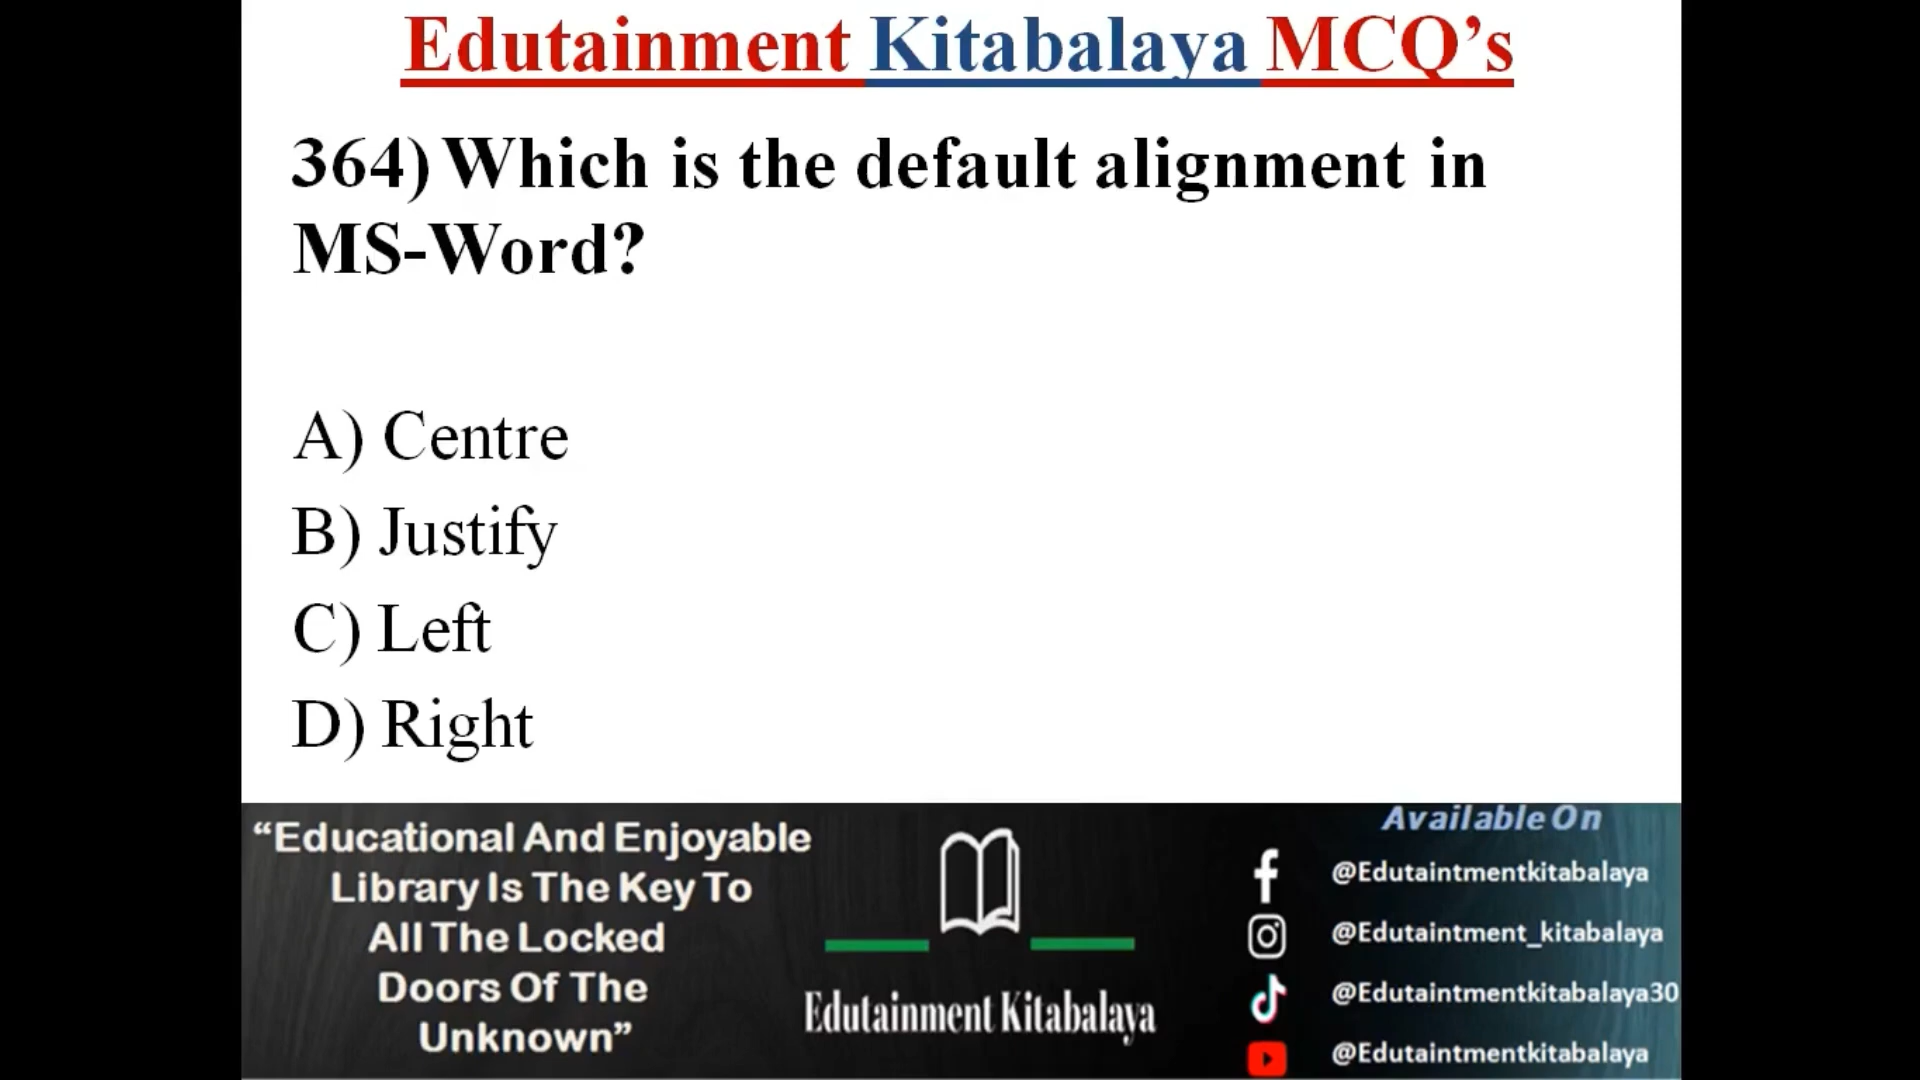 Edutainment Kitabalaya MCQ’s
364) Which is the default alignment in
MS-Word?
A) Centre
B) Justify
C) Left
D) Right
“Educational And Enjoyable
Library Is The Key To
All The Locked
Doors Of The
Unknown”
Edutainment Kitabalaya
Available On
@Edutaintmentkitabalaya
@Edutaintment_kitabalaya
@Edutaintmentkitabalaya30
@Edutaintmentkitabalaya